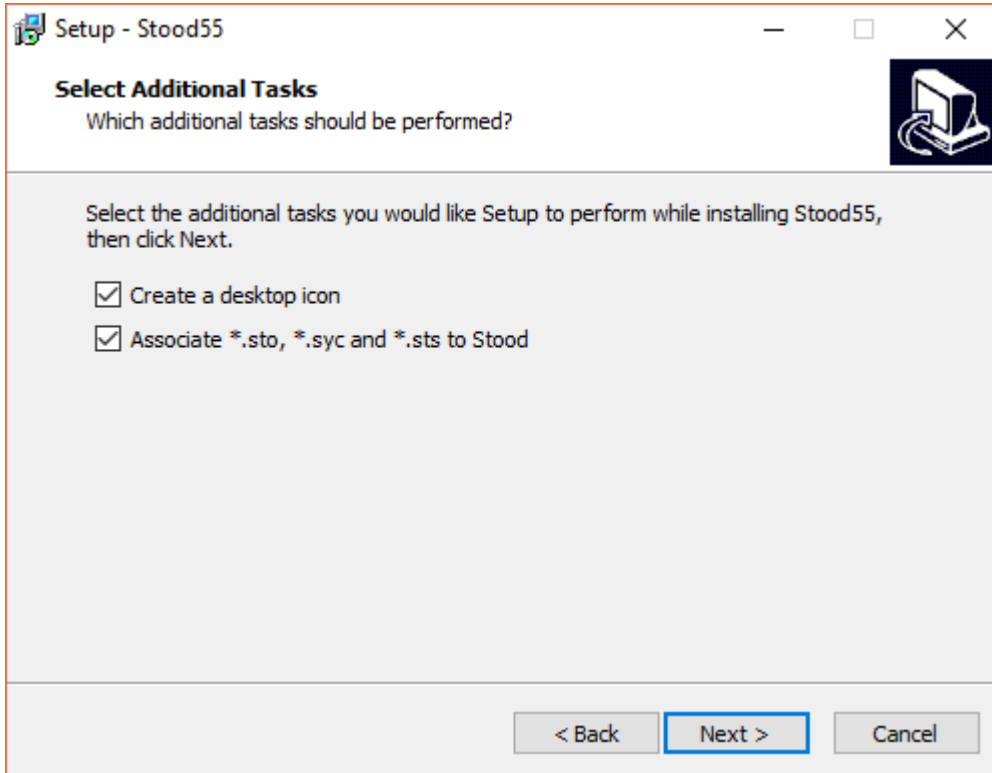 Setup - Stood55
Select Additional Tasks
Which additional tasks should be performed?
Select the additional tasks you would like Setup to perform while installing Stood55,
then click Next.
Create a desktop icon
Associate *.sto, *.syc and *.sts to Stood
< Back
Next >
Cancel